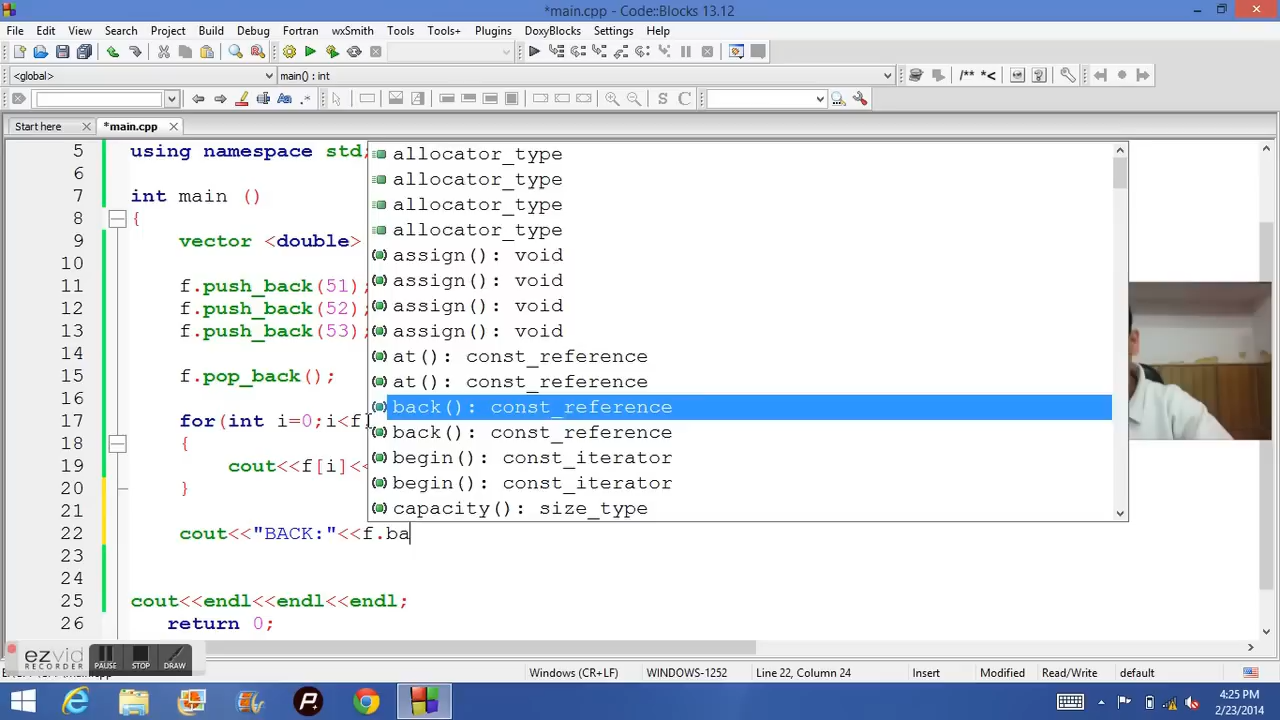 *main.cpp - Code::Blocks 13.12
File Edit View Search Project Build Debug Fortran wxSmith Tools Tools+ Plugins DoxyBlocks Settings Help
<global> main() : int
/** *<
S C
Start here *main.cpp
5 using namespace std;
6
7 int main ()
8 {
9 vector <double>
10
11 f.push_back(51);
12 f.push_back(52);
13 f.push_back(53);
14
15 f.pop_back();
16
17 for(int i=0;i<f
18 {
19 cout<<f[i]<<
20 }
21
22 cout<<"BACK:"<<f.ba
23
24
25 cout<<endl<<endl<<endl;
26 return 0;
allocator_type
allocator_type
allocator_type
allocator_type
assign(): void
assign(): void
assign(): void
assign(): void
at(): const_reference
at(): const_reference
back(): const_reference
back(): const_reference
begin(): const_iterator
begin(): const_iterator
capacity(): size_type
ezvid
RECORDER
PAUSE STOP DRAW
Windows (CR+LF) WINDOWS-1252 Line 22, Column 24 Insert Modified Read/Write default
4:25 PM
2/23/2014